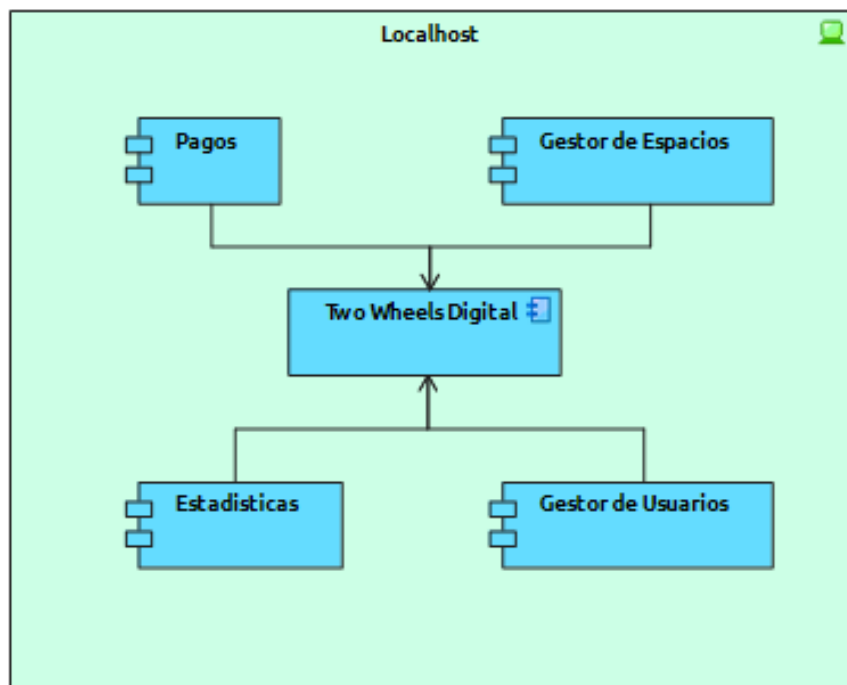 Localhost
Pagos
Gestor de Espacios
Two Wheels Digital
Estadisticas
Gestor de Usuarios